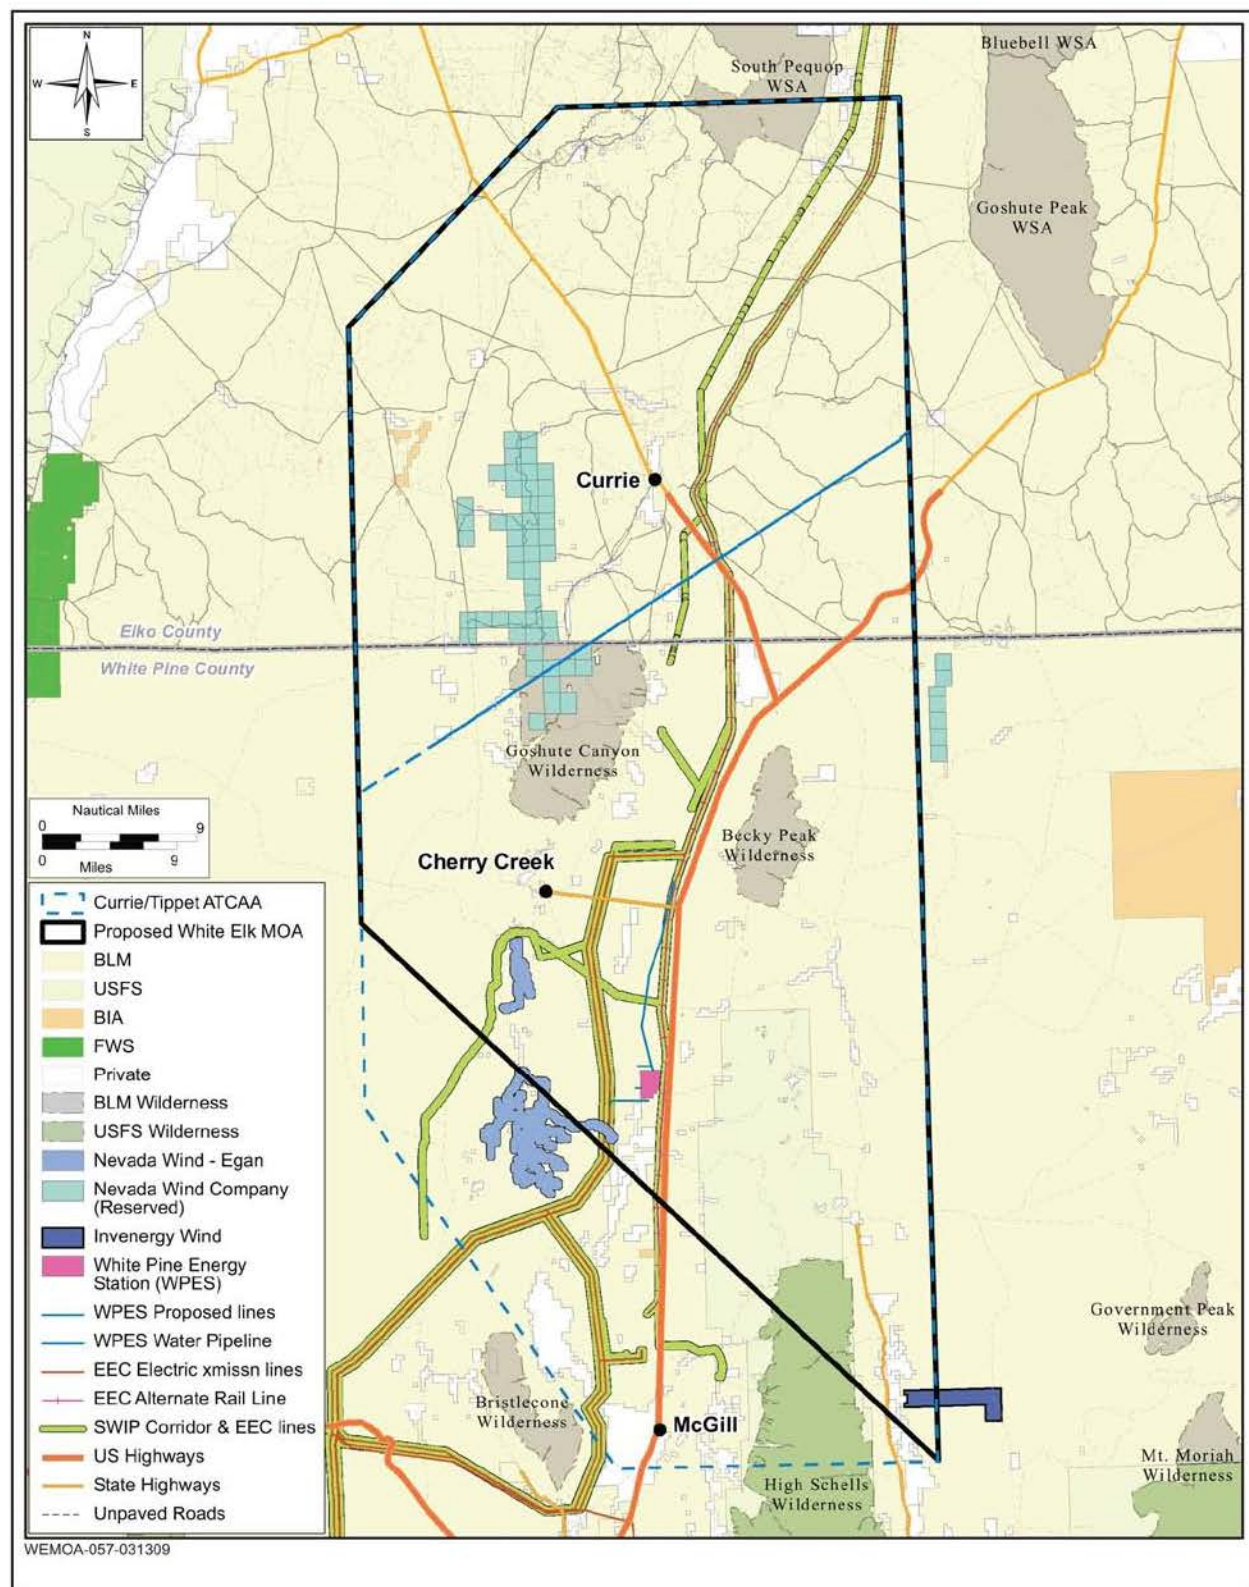 N
W E
S
Bluebell WSA
South Pequop
WSA
Goshute Peak
WSA
Currie
Elko County
White Pine County
Goshute Canyon
Wilderness
Nautical Miles
0 9
0 9
Miles
Becky Peak
Wilderness
Cherry Creek
Currie/Tippet ATCAA
Proposed White Elk MOA
BLM
USFS
BIA
FWS
Private
BLM Wilderness
USFS Wilderness
Nevada Wind - Egan
Nevada Wind Company
(Reserved)
Invenergy Wind
White Pine Energy
Station (WPES)
WPES Proposed lines
WPES Water Pipeline
EEC Electric xmissn lines
EEC Alternate Rail Line
SWIP Corridor & EEC lines
US Highways
State Highways
Unpaved Roads
Government Peak
Wilderness
Bristlecone
Wilderness
McGill
High Schells
Wilderness
Mt. Moriah
Wilderness
WEMOA-057-031309